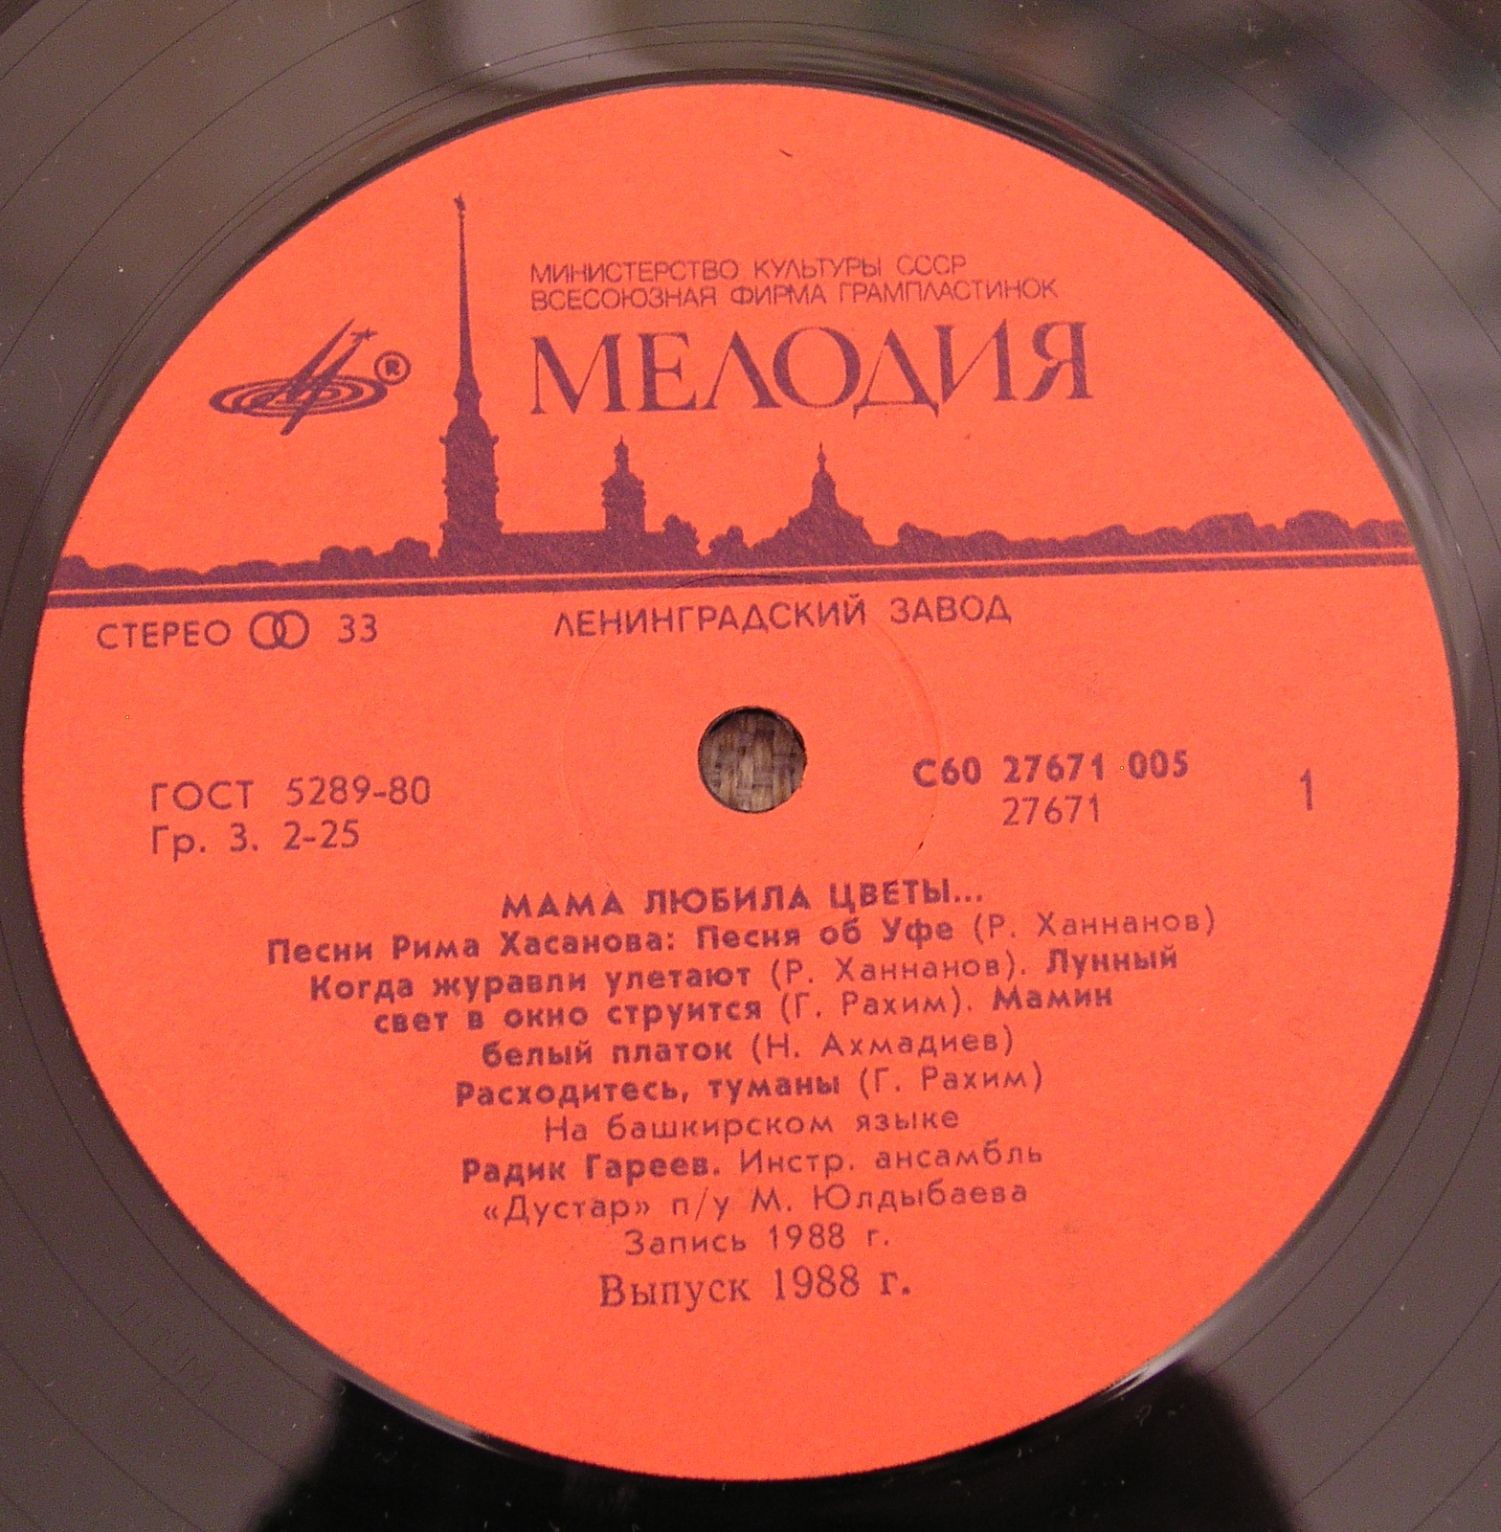 МИНИСТЕРСТВО КУЛЬТУРЫ СССР
ВСЕСОЮЗНАЯ ФИРМА ГРАМПЛАСТИНОК
®
МЕЛОДИЯ
СТЕРЕО 33
ЛЕНИНГРАДСКИЙ ЗАВОД
ГОСТ 5289-80
Гр. 3. 2-25
С60 27671 005
27671
1
МАМА ЛЮБИЛА ЦВЕТЫ...
Песни Рима Хасанова: Песня об Уфе (Р. Ханнанов)
Когда журавли улетают (Р. Ханнанов). Лунный
свет в окно струится (Г. Рахим). Мамин
белый платок (Н. Ахмадиев)
Расходитесь, туманы (Г. Рахим)
На башкирском языке
Радик Гареев. Инстр. ансамбль
«Дустар» п/у М. Юлдыбаева
Запись 1988 г.
Выпуск 1988 г.